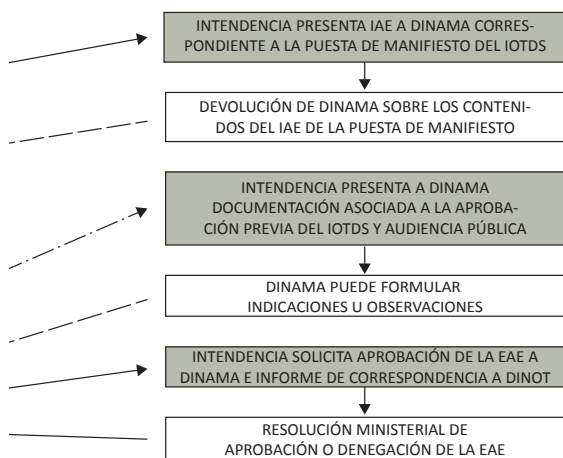 INTENDENCIA PRESENTA IAE A DINAMA CORRES-
PONDIENTE A LA PUESTA DE MANIFIESTO DEL IOTDS
DEVOLUCIÓN DE DINAMA SOBRE LOS CONTENI-
DOS DEL IAE DE LA PUESTA DE MANIFIESTO
INTENDENCIA PRESENTA A DINAMA
DOCUMENTACIÓN ASOCIADA A LA APROBA-
CIÓN PREVIA DEL IOTDS Y AUDIENCIA PÚBLICA
DINAMA PUEDE FORMULAR
INDICACIONES U OBSERVACIONES
INTENDENCIA SOLICITA APROBACIÓN DE LA EAE A
DINAMA E INFORME DE CORRESPONDENCIA A DINOT
RESOLUCIÓN MINISTERIAL DE
APROBACIÓN O DENEGACIÓN DE LA EAE